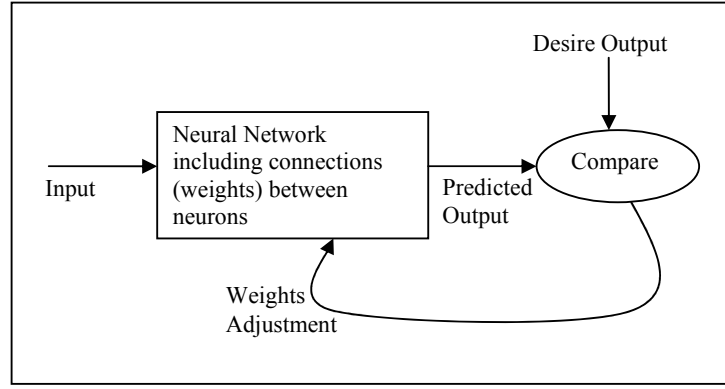 Desire Output
Neural Network
including connections
(weights) between
neurons
Compare
Input
Predicted
Output
Weights
Adjustment